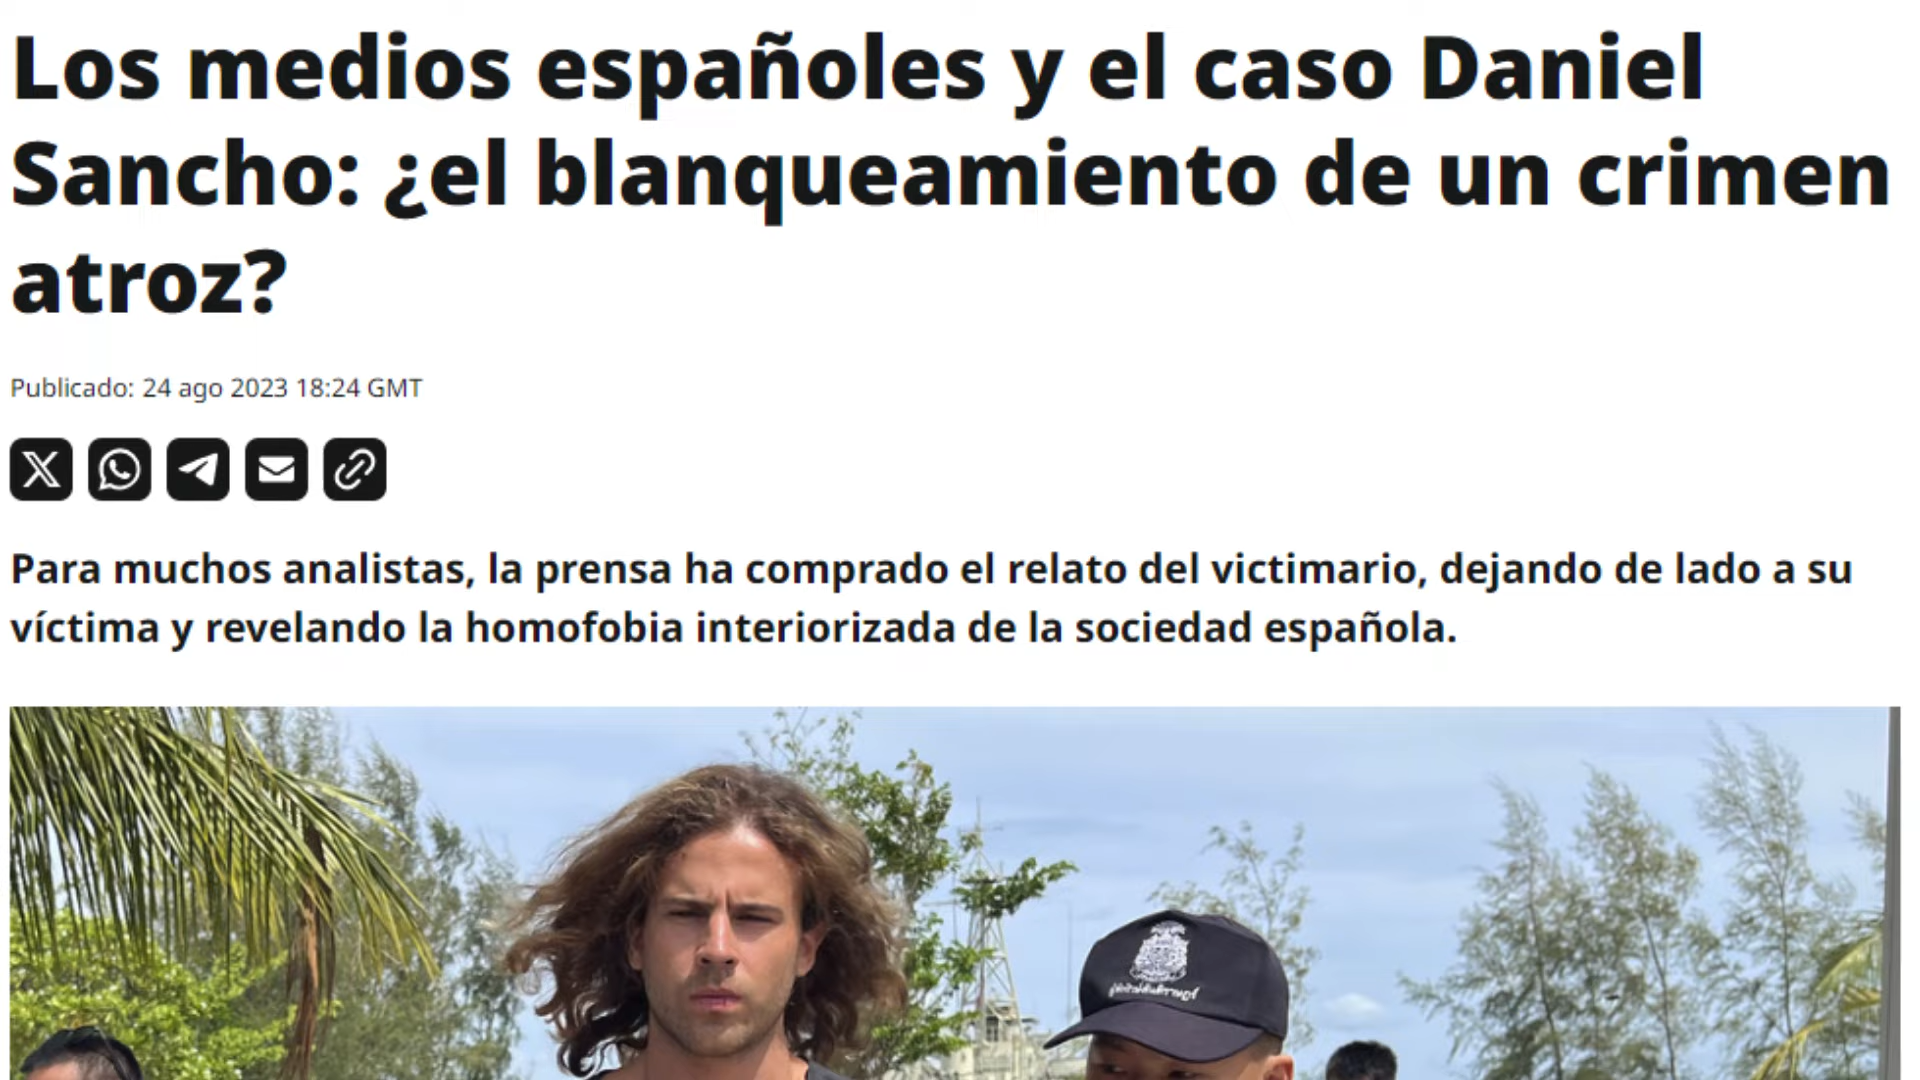 Los medios españoles y el caso Daniel
Sancho: ¿el blanqueamiento de un crimen
atroz?
Publicado: 24 ago 2023 18:24 GMT
Para muchos analistas, la prensa ha comprado el relato del victimario, dejando de lado a su
víctima y revelando la homofobia interiorizada de la sociedad española.